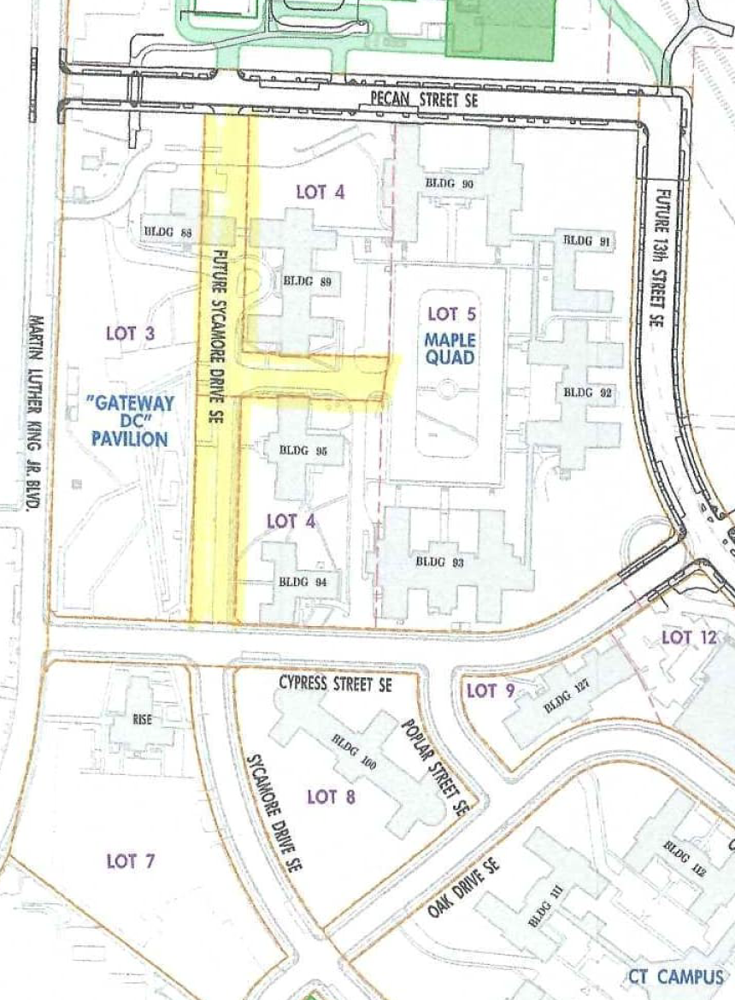 PECAN STREET SE
LOT 4
BLDG 90
BLDG 88
BLDG 91
FUTURE 13th STREET SE
BLDG 89
FUTURE SYCAMORE DRIVE SE
LOT 3
LOT 5
MAPLE
QUAD
MARTIN LUTHER KING JR. BLVD.
"GATEWAY
DC"
PAVILION
BLDG 92
BLDG 95
LOT 4
BLDG 93
BLDG 94
LOT 12
CYPRESS STREET SE
LOT 9
BLDG 127
RISE
BLDG 100
POPLAR STREET SE
SYCAMORE DRIVE SE
LOT 8
LOT 7
OAK DRIVE SE
BLDG 111
BLDG 112
CT CAMPUS